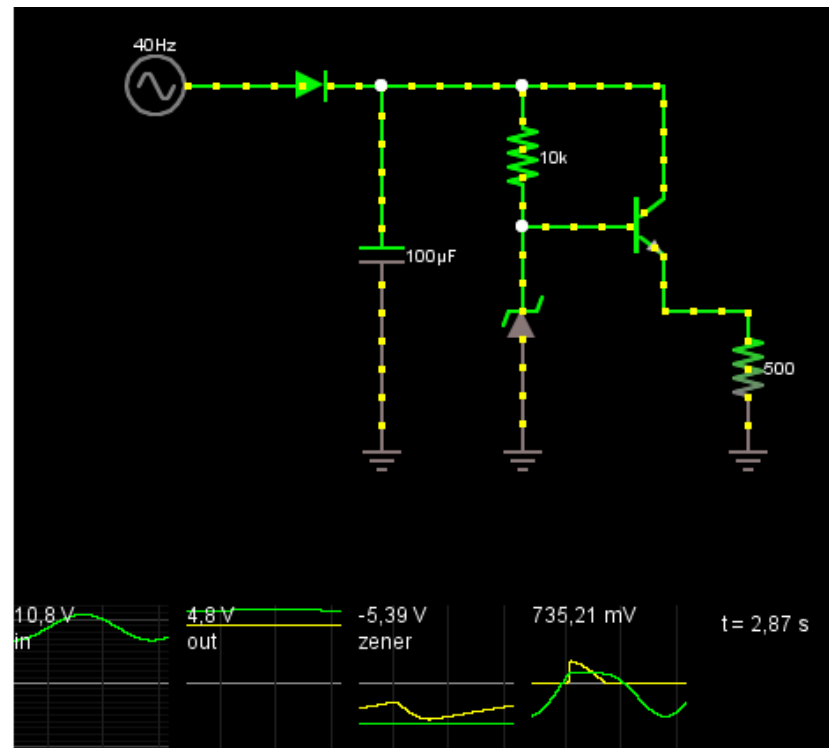 40Hz
10k
100µF
500
10,8 V
in
4,8 V
out
-5,39 V
zener
735,21 mV
t = 2,87 s